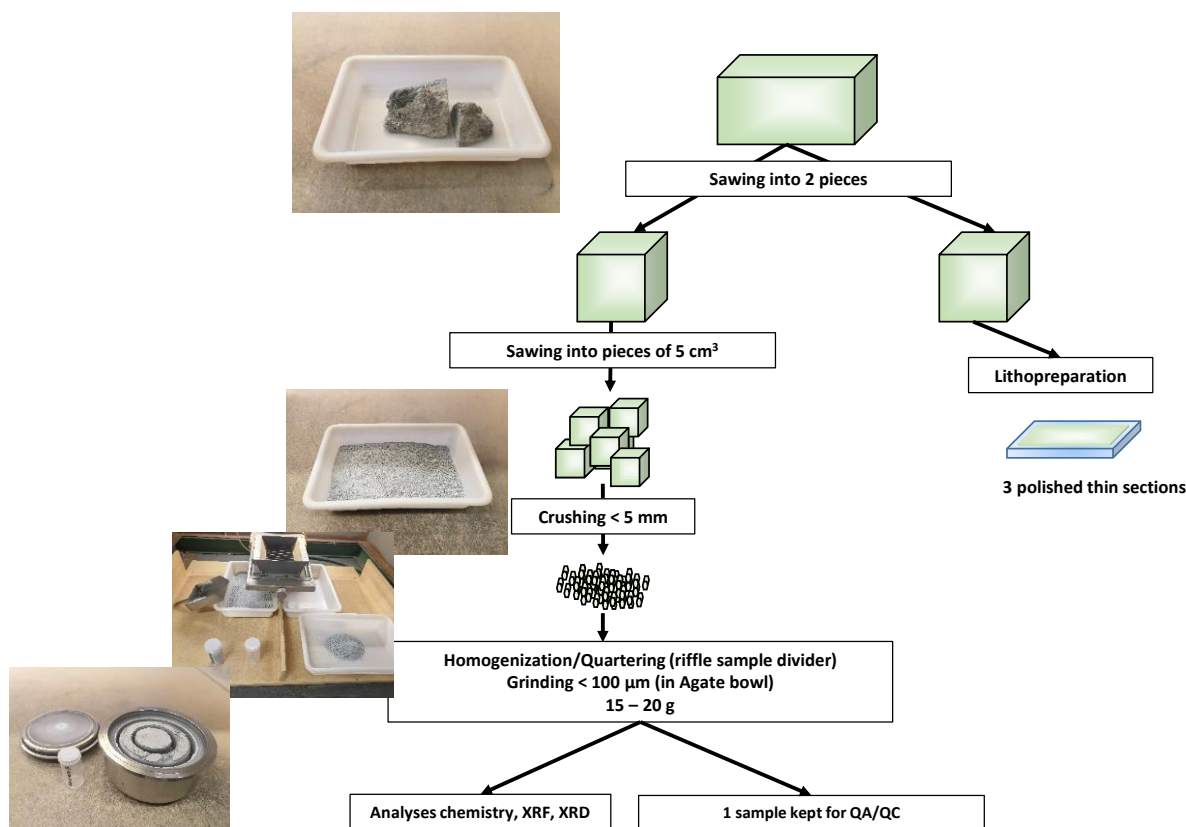 Sawing into 2 pieces
Sawing into pieces of 5 cm³
Lithopreparation
3 polished thin sections
Crushing < 5 mm
Homogenization/Quartering (riffle sample divider)
Grinding < 100 µm (in Agate bowl)
15 – 20 g
Analyses chemistry, XRF, XRD
1 sample kept for QA/QC